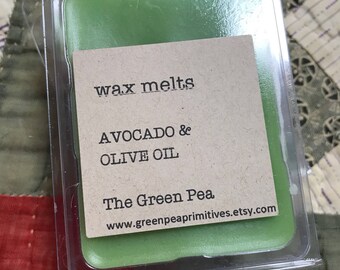 wax melts
AVOCADO &
OLIVE OIL
The Green Pea
www.greenpeaprimitives.etsy.com